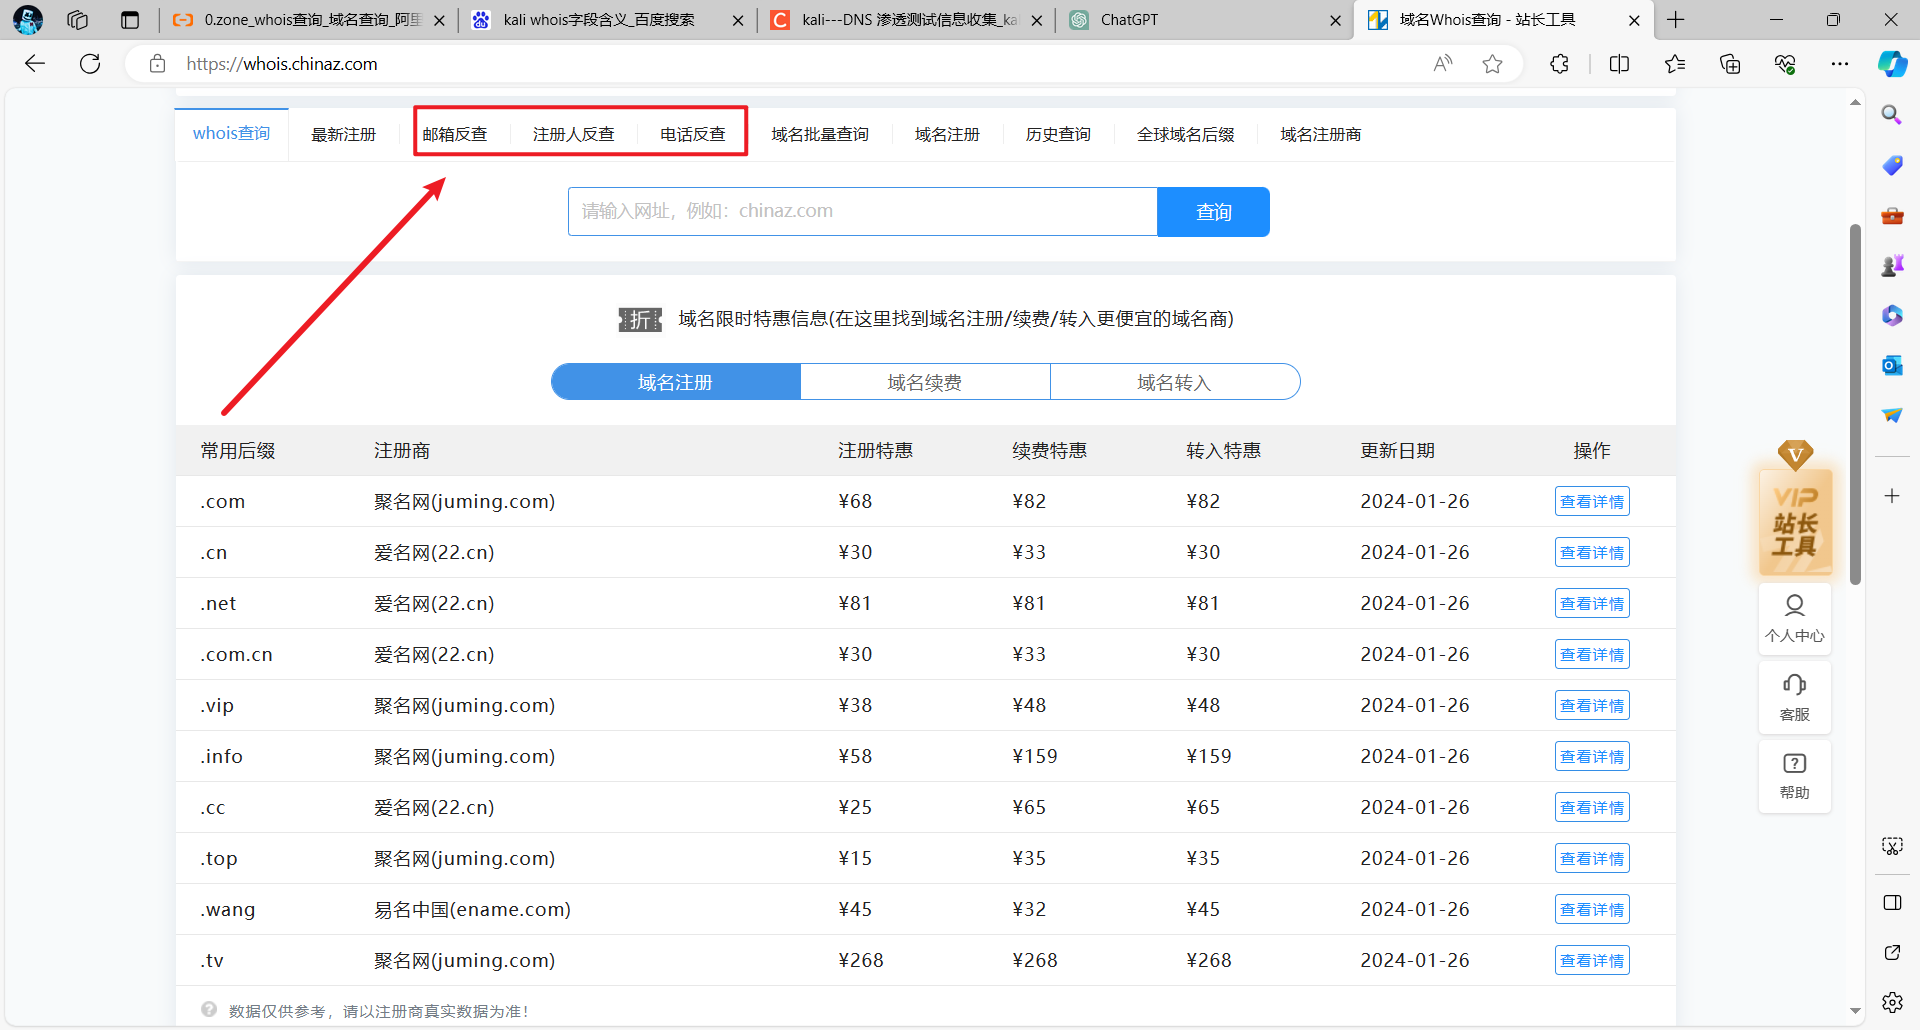 0.zone_whois查询_域名查询_阿里
kali whois字段含义_百度搜索
kali---DNS 渗透测试信息收集_ka
ChatGPT
域名Whois查询 - 站长工具
https://whois.chinaz.com
whois查询 最新注册 邮箱反查 注册人反查 电话反查 域名批量查询 域名注册 历史查询 全球域名后缀 域名注册商
请输入网址，例如：chinaz.com 查询
折 域名限时特惠信息(在这里找到域名注册/续费/转入更便宜的域名商)
域名注册 域名续费 域名转入
常用后缀 注册商 注册特惠 续费特惠 转入特惠 更新日期 操作
.com 聚名网(juming.com) ¥68 ¥82 ¥82 2024-01-26 查看详情
.cn 爱名网(22.cn) ¥30 ¥33 ¥30 2024-01-26 查看详情
.net 爱名网(22.cn) ¥81 ¥81 ¥81 2024-01-26 查看详情
.com.cn 爱名网(22.cn) ¥30 ¥33 ¥30 2024-01-26 查看详情
.vip 聚名网(juming.com) ¥38 ¥48 ¥48 2024-01-26 查看详情
.info 聚名网(juming.com) ¥58 ¥159 ¥159 2024-01-26 查看详情
.cc 爱名网(22.cn) ¥25 ¥65 ¥65 2024-01-26 查看详情
.top 聚名网(juming.com) ¥15 ¥35 ¥35 2024-01-26 查看详情
.wang 易名中国(ename.com) ¥45 ¥32 ¥45 2024-01-26 查看详情
.tv 聚名网(juming.com) ¥268 ¥268 ¥268 2024-01-26 查看详情
数据仅供参考，请以注册商真实数据为准！
V
VIP
站长
工具
个人中心
客服
帮助